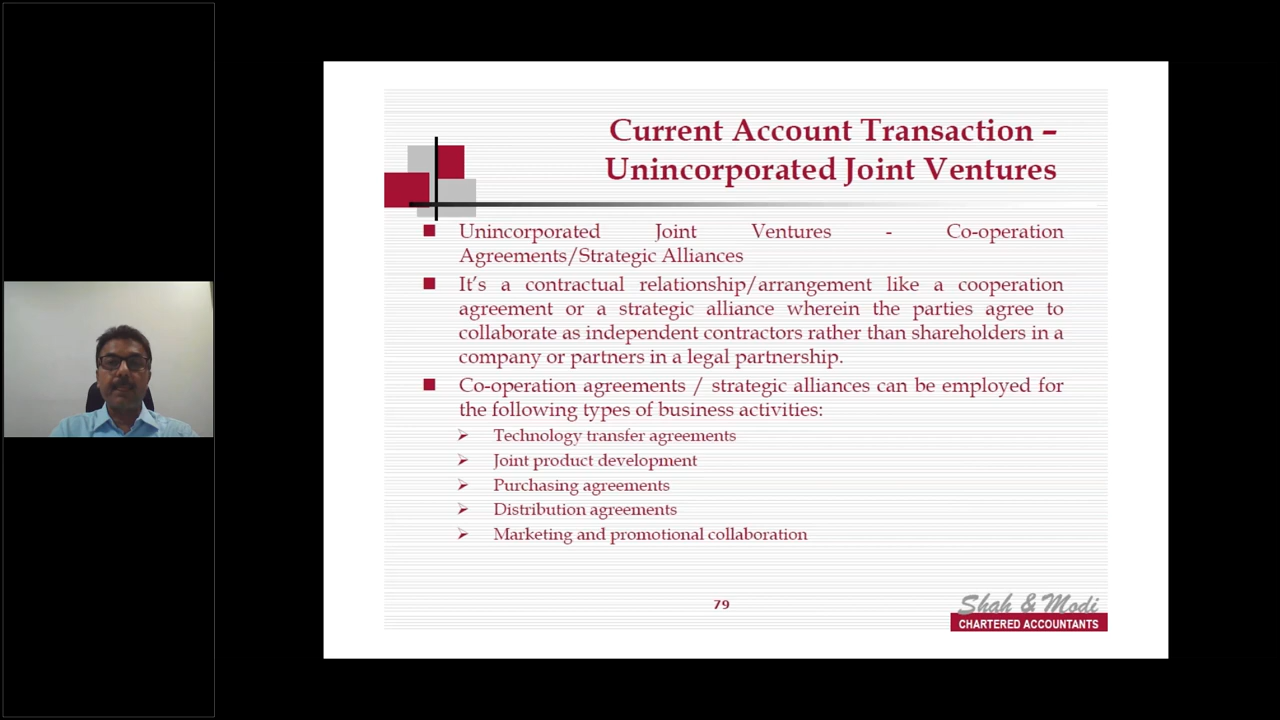 Current Account Transaction –
Unincorporated Joint Ventures
Unincorporated Joint Ventures - Co-operation
Agreements/Strategic Alliances
It's a contractual relationship/arrangement like a cooperation
agreement or a strategic alliance wherein the parties agree to
collaborate as independent contractors rather than shareholders in a
company or partners in a legal partnership.
Co-operation agreements / strategic alliances can be employed for
the following types of business activities:
Technology transfer agreements
Joint product development
Purchasing agreements
Distribution agreements
Marketing and promotional collaboration
79
Shah & Modi
CHARTERED ACCOUNTANTS